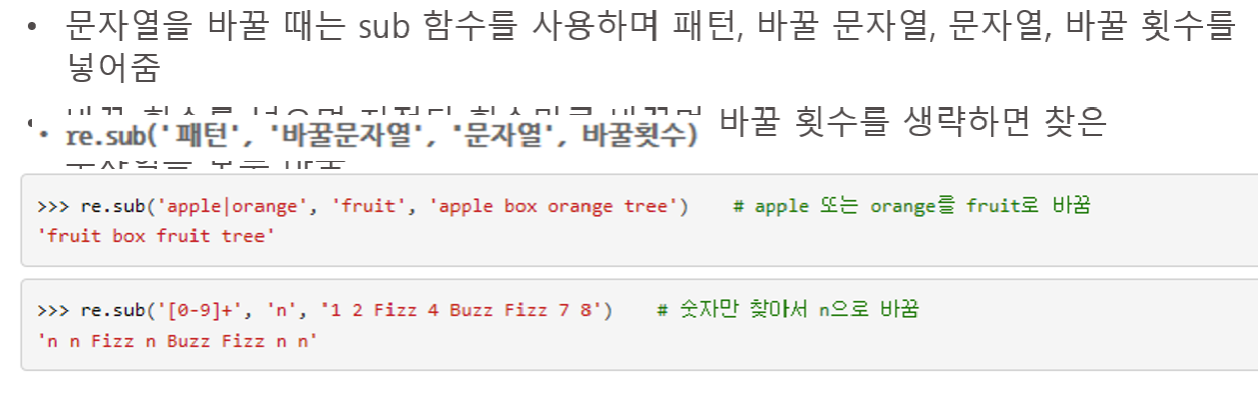 • 문자열을 바꿀 때는 sub 함수를 사용하며 패턴, 바꿀 문자열, 문자열, 바꿀 횟수를
넣어줌
바꿀 횟수를 생략하면 찾은
• re.sub('패턴', '바꿀문자열', '문자열', 바꿀횟수)
>>> re.sub('apple|orange', 'fruit', 'apple box orange tree')    # apple 또는 orange를 fruit로 바꿈
'fruit box fruit tree'
>>> re.sub('[0-9]+', 'n', '1 2 Fizz 4 Buzz Fizz 7 8')    # 숫자만 찾아서 n으로 바꿈
'n n Fizz n Buzz Fizz n n'